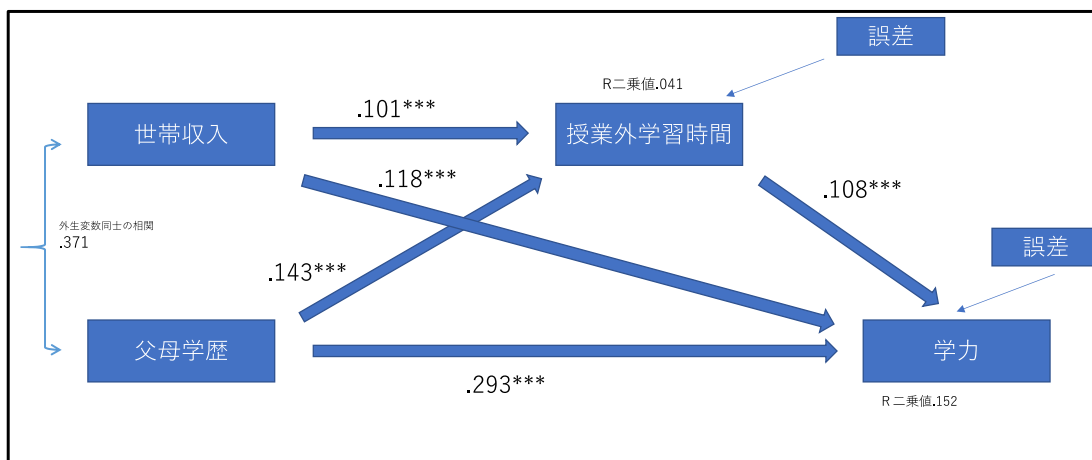 誤差
R二乗値.041
世帯収入
.101***
授業外学習時間
.118***
.108***
外生変数同士の相関
.371
誤差
.143***
父母学歴
学力
.293***
R二乗値.152